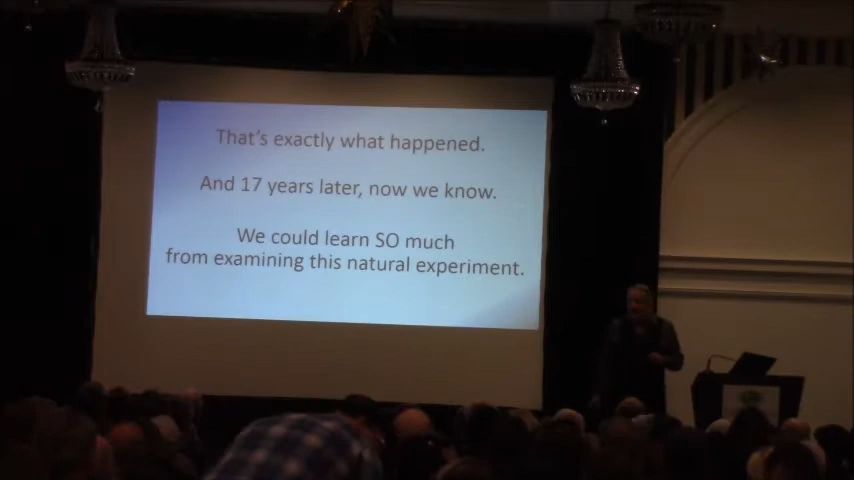 That's exactly what happened.
And 17 years later, now we know.
We could learn SO much
from examining this natural experiment.